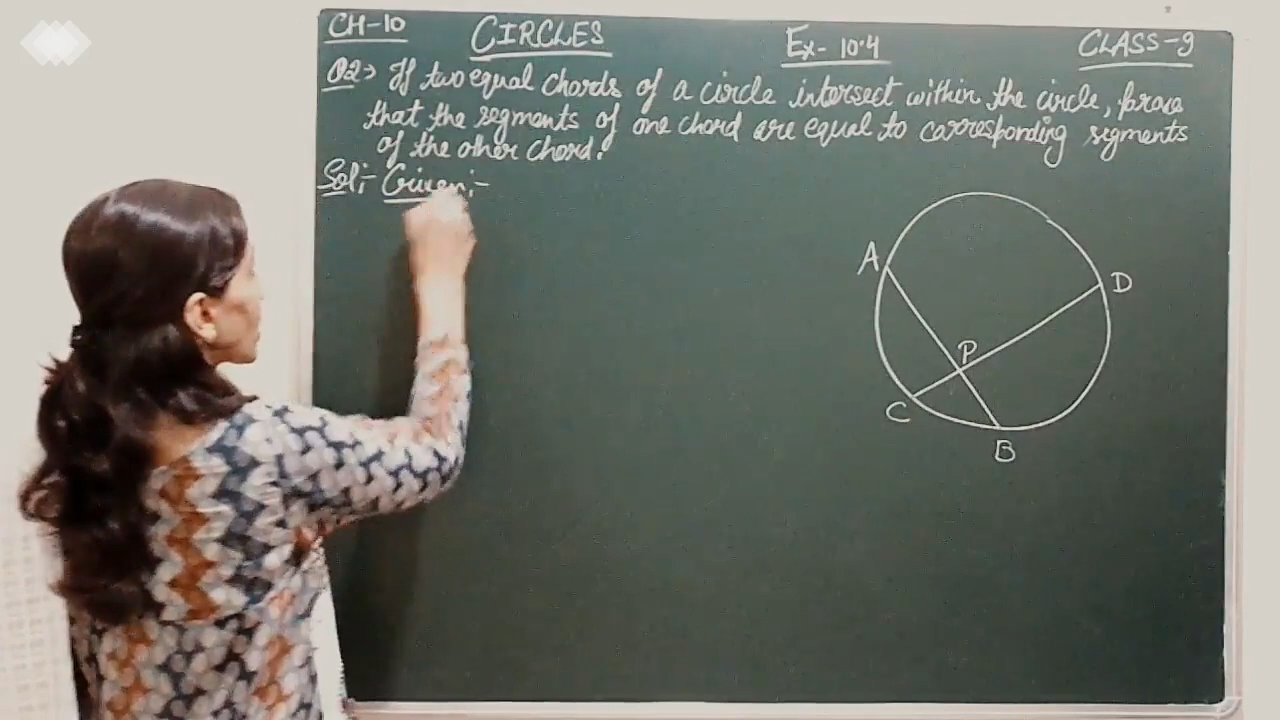 CH-10 CIRCLES Ex-10.4 CLASS-9
Q2→ If two equal chords of a circle intersect within the circle, prove
that the segments of one chord are equal to corresponding segments
of the other chord.
Sol:- Given:-
A
D
P
C
B